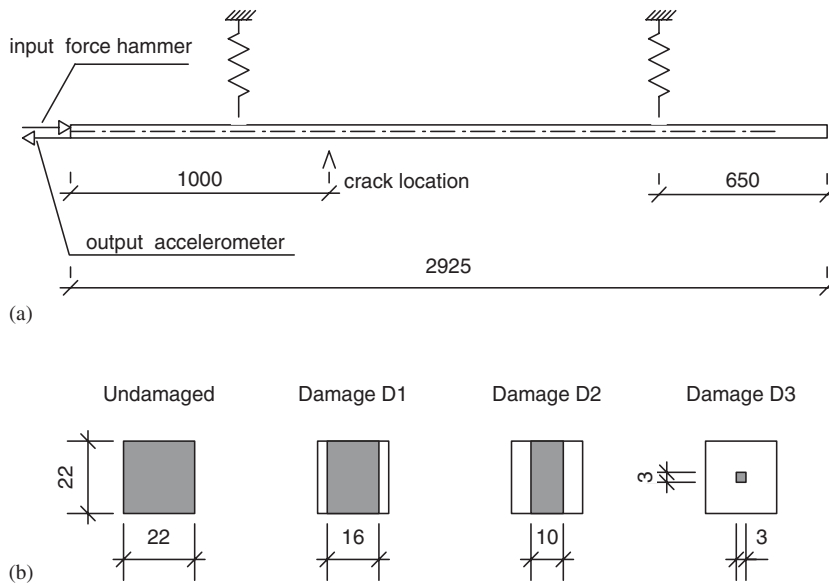 input force hammer
1000
crack location
650
output accelerometer
2925
(a)
Undamaged
Damage D1
Damage D2
Damage D3
22
22
16
10
3
3
(b)